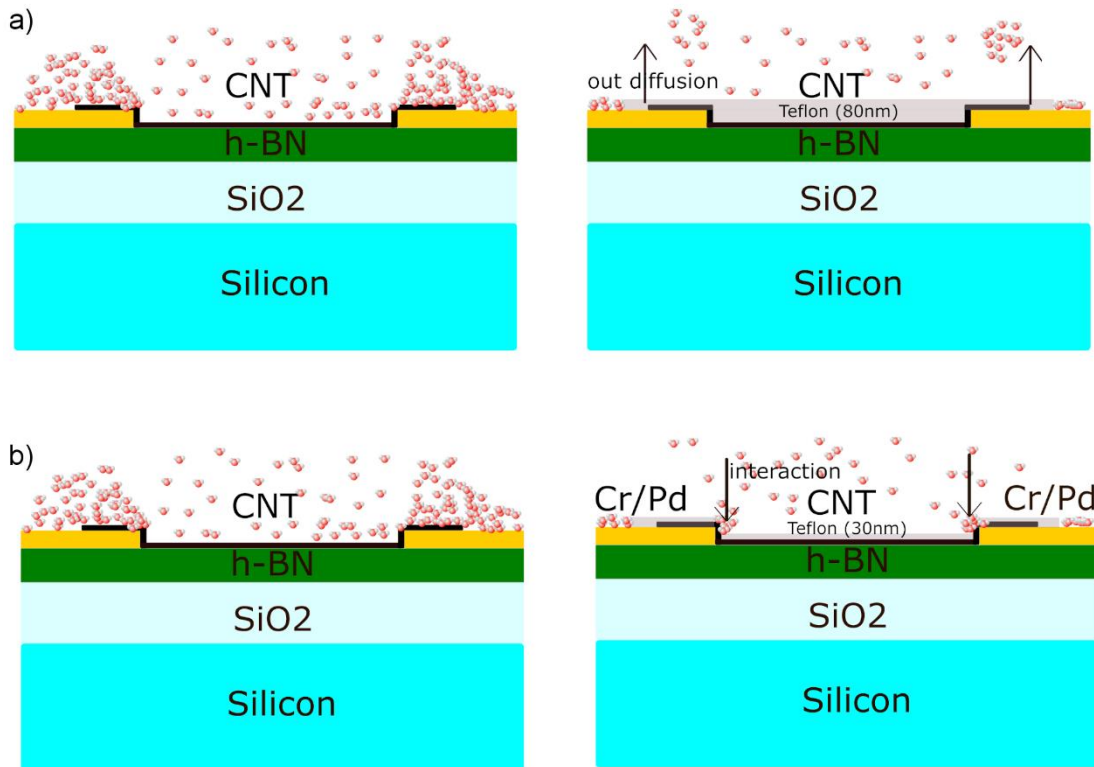 a)
CNT
h-BN
SiO2
Silicon
out diffusion
CNT
Teflon (80nm)
h-BN
SiO2
Silicon
b)
CNT
h-BN
SiO2
Silicon
interaction
Cr/Pd
CNT
Cr/Pd
Teflon (30nm)
h-BN
SiO2
Silicon